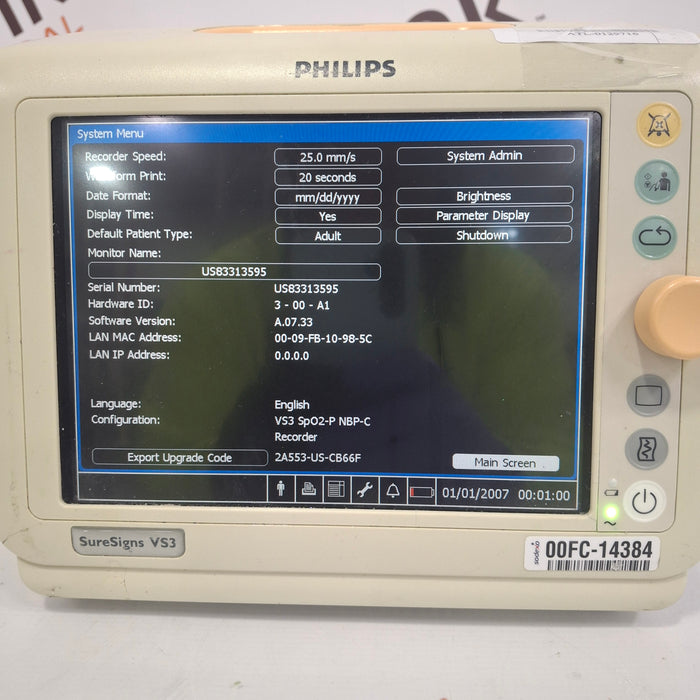 PHILIPS
System Menu
Recorder Speed: 25.0 mm/s System Admin
Print: 20 seconds
Date Format: mm/dd/yyyy Brightness
Display Time: Yes Parameter Display
Default Patient Type: Adult Shutdown
Monitor Name:
US83313595
Serial Number: US83313595
Hardware ID: 3 - 00 - A1
Software Version: A.07.33
LAN MAC Address: 00-09-FB-10-98-5C
LAN IP Address: 0.0.0.0
Language: English
Configuration: VS3 SpO2-P NBP-C
Recorder
Export Upgrade Code 2A553-US-CB66F Main Screen
01/01/2007 00:01:00
SureSigns VS3
sodexo 00FC-14384